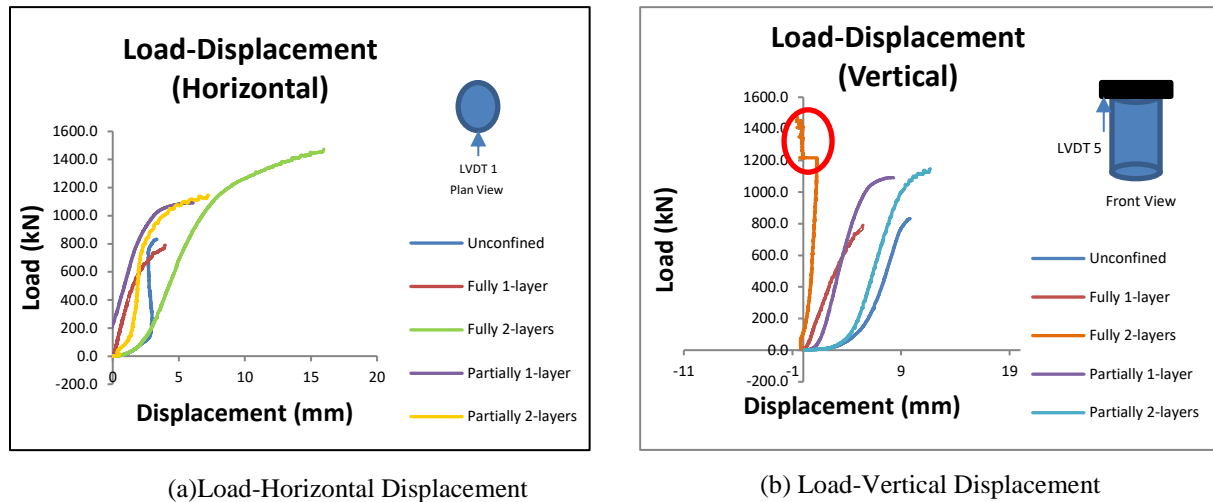 Load-Displacement
(Horizontal)
1600.0
1400.0
1200.0
1000.0
800.0
600.0
400.0
200.0
0.0
-200.0
0
5
10
15
20
Load (kN)
Displacement (mm)
LVDT 1
Plan View
Unconfined
Fully 1-layer
Fully 2-layers
Partially 1-layer
Partially 2-layers
(a)Load-Horizontal Displacement
Load-Displacement
(Vertical)
1600.0
1400.0
1200.0
1000.0
800.0
600.0
400.0
200.0
0.0
-200.0
-11
-1
9
19
Load (kN)
Displacement (mm)
LVDT 5
Front View
Unconfined
Fully 1-layer
Fully 2-layers
Partially 1-layer
Partially 2-layers
(b) Load-Vertical Displacement